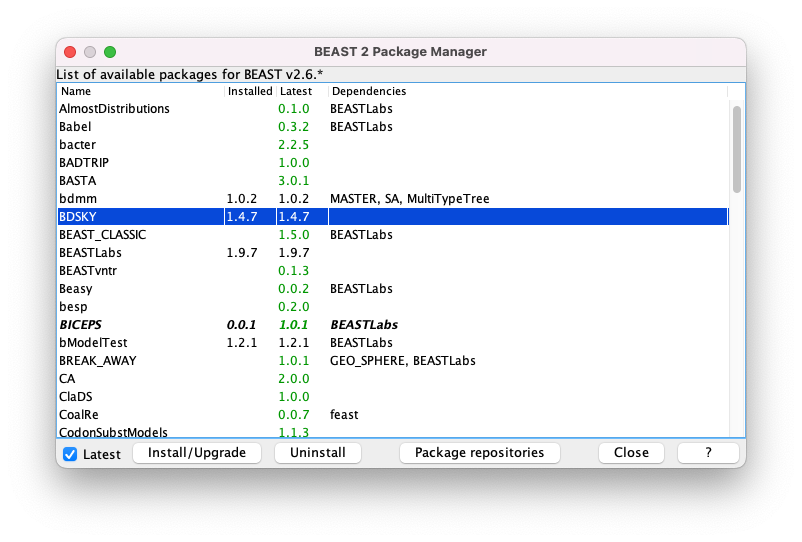 BEAST 2 Package Manager
List of available packages for BEAST v2.6.*
Name Installed Latest Dependencies
AlmostDistributions 0.1.0 BEASTLabs
Babel 0.3.2 BEASTLabs
bacter 2.2.5
BADTRIP 1.0.0
BASTA 3.0.1
bdmm 1.0.2 1.0.2 MASTER, SA, MultiTypeTree
BDSKY 1.4.7 1.4.7
BEAST_CLASSIC 1.5.0 BEASTLabs
BEASTLabs 1.9.7 1.9.7
BEASTvntr 0.1.3
Beasy 0.0.2 BEASTLabs
besp 0.2.0
BICEPS 0.0.1 1.0.1 BEASTLabs
bModelTest 1.2.1 1.2.1 BEASTLabs
BREAK_AWAY 1.0.1 GEO_SPHERE, BEASTLabs
CA 2.0.0
ClaDS 1.0.0
CoalRe 0.0.7 feast
CodonSubstModels 1.1.3
Latest Install/Upgrade Uninstall Package repositories Close ?